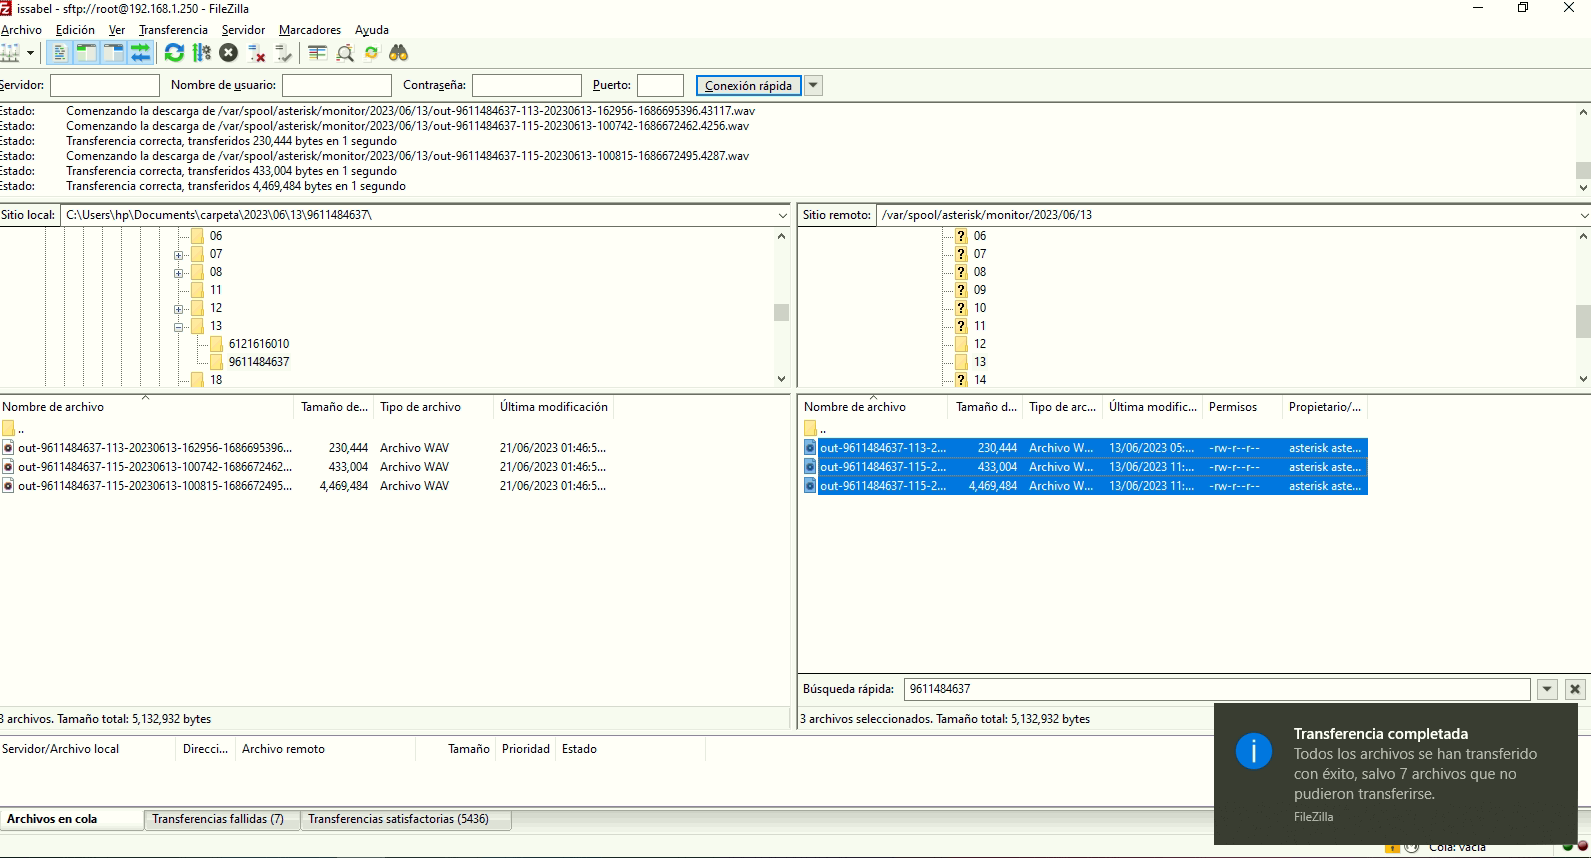 issabel - sftp://root@192.168.1.250 - FileZilla
Archivo Edición Ver Transferencia Servidor Marcadores Ayuda
Servidor: Nombre de usuario: Contraseña: Puerto: Conexión rápida
Estado: Comenzando la descarga de /var/spool/asterisk/monitor/2023/06/13/out-9611484637-113-20230613-162956-1686695396.43117.wav
Estado: Comenzando la descarga de /var/spool/asterisk/monitor/2023/06/13/out-9611484637-115-20230613-100742-1686672462.4256.wav
Estado: Transferencia correcta, transferidos 230,444 bytes en 1 segundo
Estado: Comenzando la descarga de /var/spool/asterisk/monitor/2023/06/13/out-9611484637-115-20230613-100815-1686672495.4287.wav
Estado: Transferencia correcta, transferidos 433,004 bytes en 1 segundo
Estado: Transferencia correcta, transferidos 4,469,484 bytes en 1 segundo
Sitio local: C:\Users\hp\Documents\carpeta\2023\06\13\9611484637\
06
07
08
11
12
13
6121616010
9611484637
18
Sitio remoto: /var/spool/asterisk/monitor/2023/06/13
? 06
? 07
? 08
? 09
? 10
? 11
12
13
? 14
Nombre de archivo Tamaño de... Tipo de archivo Última modificación
..
out-9611484637-113-20230613-162956-1686695396... 230,444 Archivo WAV 21/06/2023 01:46:5...
out-9611484637-115-20230613-100742-1686672462... 433,004 Archivo WAV 21/06/2023 01:46:5...
out-9611484637-115-20230613-100815-1686672495... 4,469,484 Archivo WAV 21/06/2023 01:46:5...
3 archivos. Tamaño total: 5,132,932 bytes
Nombre de archivo Tamaño d... Tipo de arc... Última modific... Permisos Propietario/...
..
out-9611484637-113-2... 230,444 Archivo W... 13/06/2023 05:... -rw-r--r-- asterisk aste...
out-9611484637-115-2... 433,004 Archivo W... 13/06/2023 11:... -rw-r--r-- asterisk aste...
out-9611484637-115-2... 4,469,484 Archivo W... 13/06/2023 11:... -rw-r--r-- asterisk aste...
Búsqueda rápida: 9611484637
3 archivos seleccionados. Tamaño total: 5,132,932 bytes
Servidor/Archivo local Direcci... Archivo remoto Tamaño Prioridad Estado
Archivos en cola Transferencias fallidas (7) Transferencias satisfactorias (5436)
Transferencia completada
Todos los archivos se han transferido
con éxito, salvo 7 archivos que no
pudieron transferirse.
FileZilla
Cola: vacía